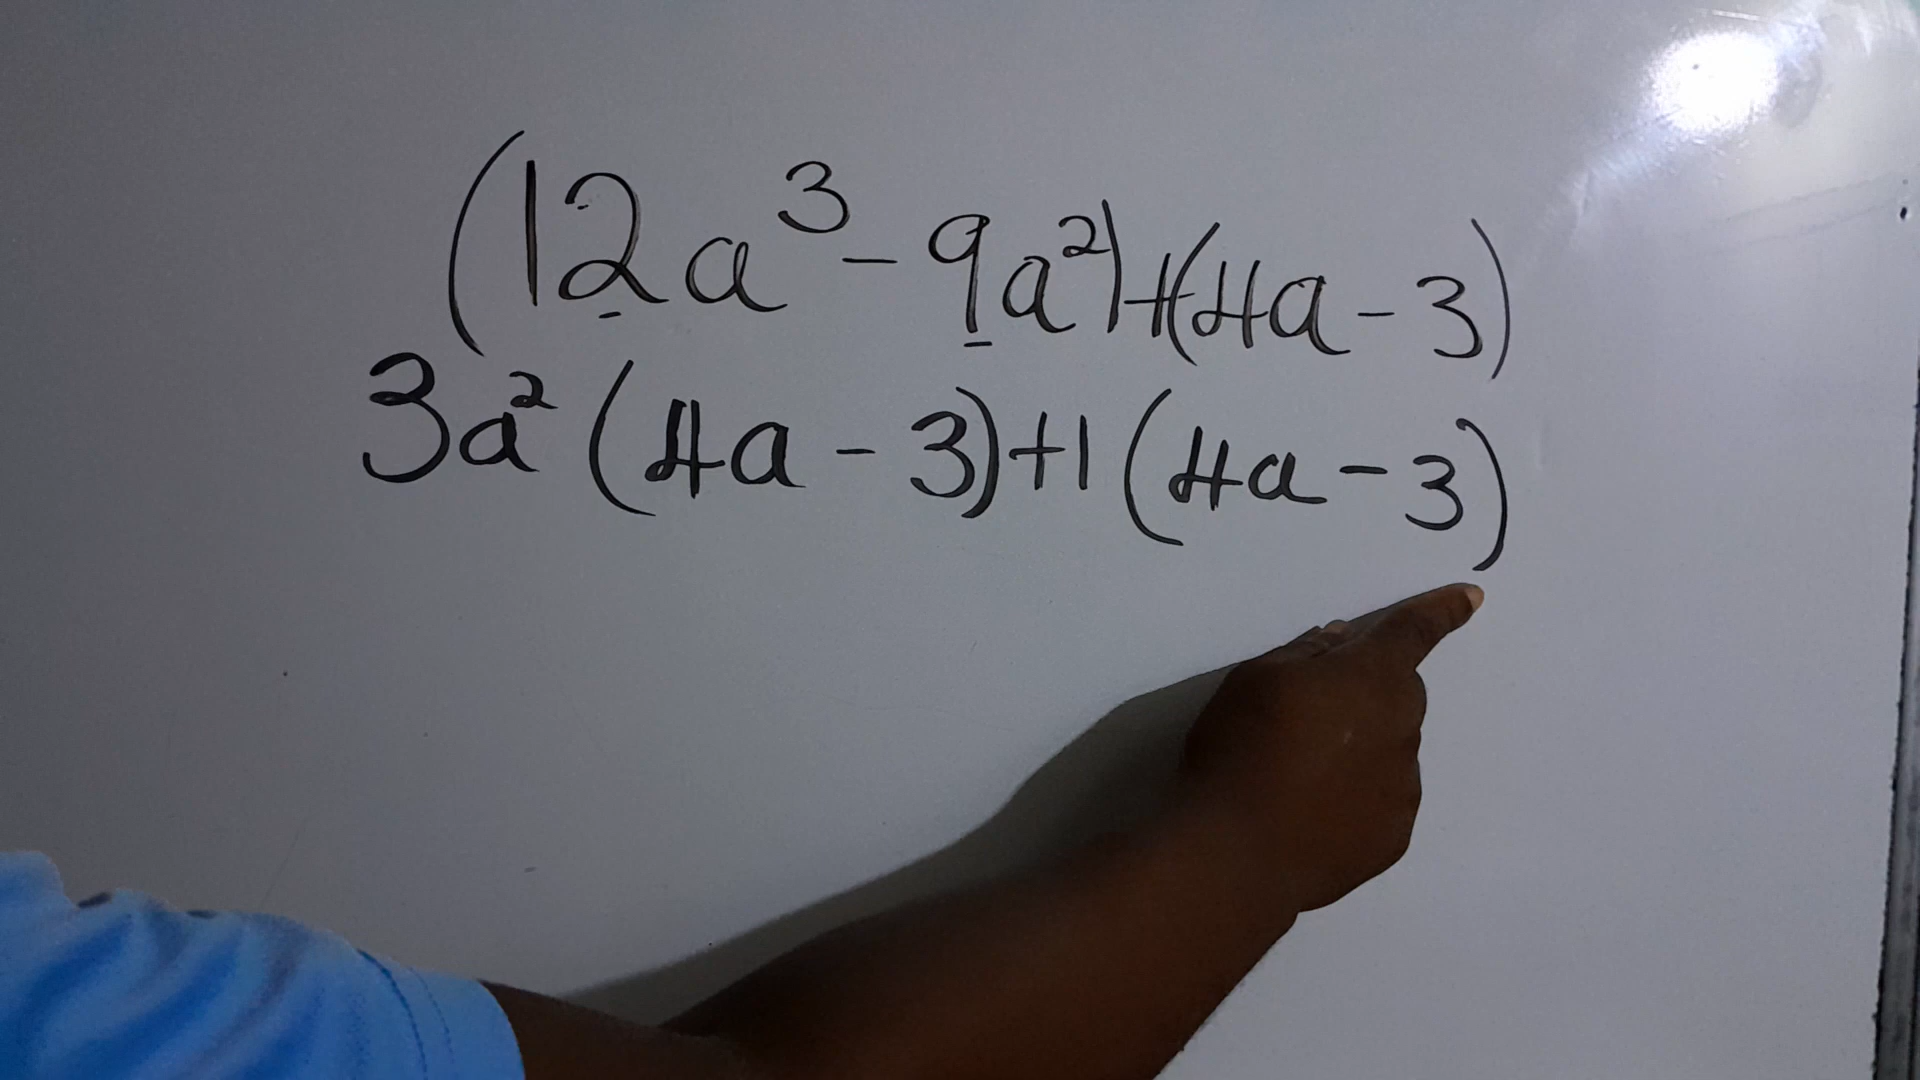 (12a³ - 9a²) + (4a - 3)
3a² (4a - 3) + 1 (4a - 3)